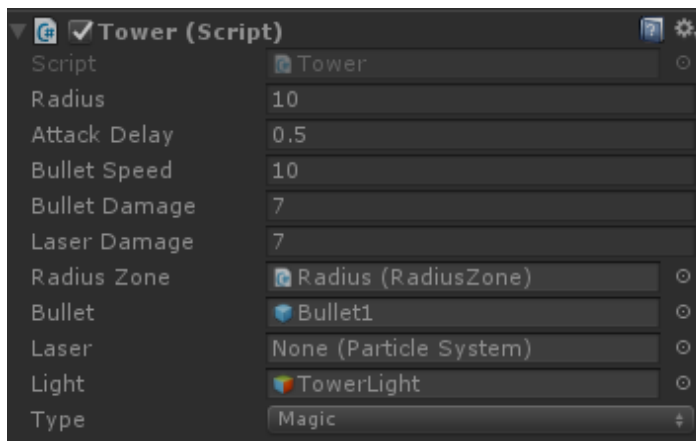 Tower (Script)
Script Tower
Radius 10
Attack Delay 0.5
Bullet Speed 10
Bullet Damage 7
Laser Damage 7
Radius Zone Radius (RadiusZone)
Bullet Bullet1
Laser None (Particle System)
Light TowerLight
Type Magic